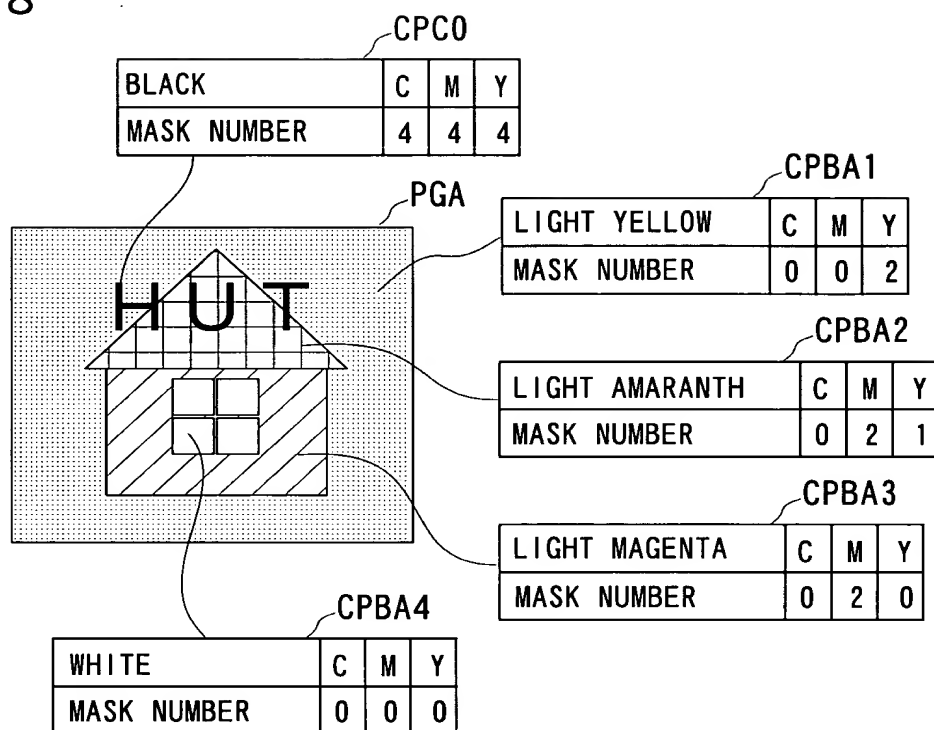 8
CPC0
BLACK C M Y
MASK NUMBER 4 4 4
PGA
CPBA1
LIGHT YELLOW C M Y
MASK NUMBER 0 0 2
HUT
CPBA2
LIGHT AMARANTH C M Y
MASK NUMBER 0 2 1
CPBA3
LIGHT MAGENTA C M Y
MASK NUMBER 0 2 0
CPBA4
WHITE C M Y
MASK NUMBER 0 0 0